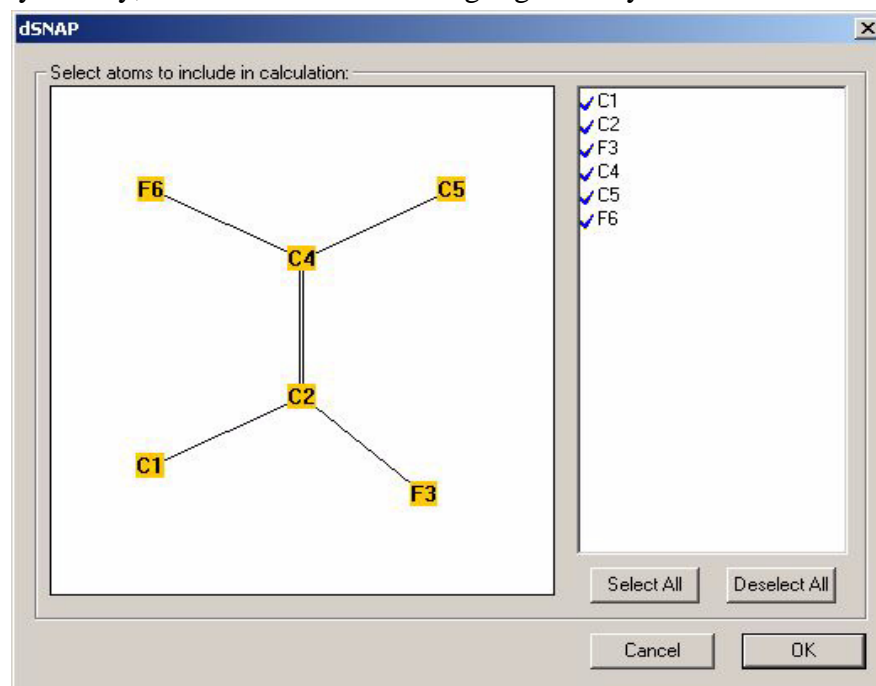 dSNAP
Select atoms to include in calculation:
F6
C5
C4
C2
C1
F3
C1
C2
F3
C4
C5
F6
Select All
Deselect All
Cancel
OK